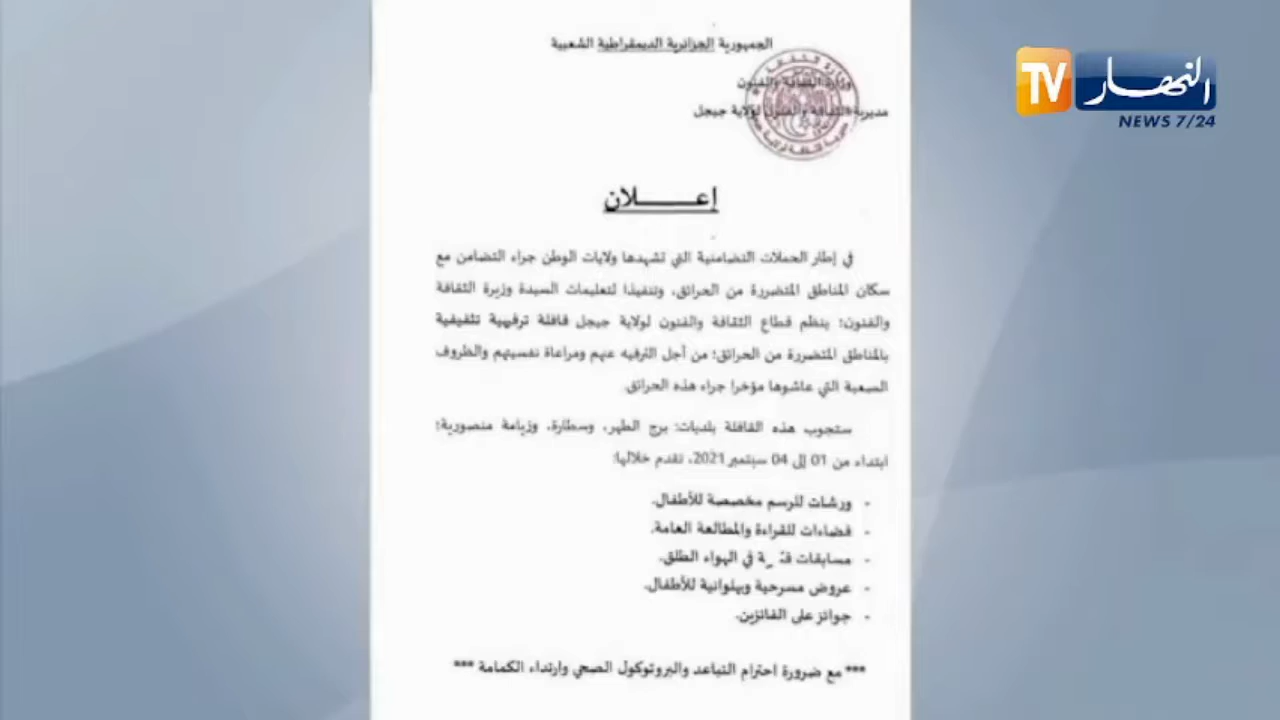 الجمهورية الجزائرية الديمقراطية الشعبية
وزارة الثقافة والفنون
مديرية الثقافة والفنون لولاية جيجل
النهار TV
NEWS 7/24
إعـــــــلان
في إطار الحملات التضامنية التي تشهدها ولايات الوطن جراء التضامن مع
سكان المناطق المتضررة من الحرائق، وتنفيذا لتعليمات السيدة وزيرة الثقافة
والفنون؛ ينظم قطاع الثقافة والفنون لولاية جيجل قافلة ترفيهية تثقيفية
بالمناطق المتضررة من الحرائق؛ من أجل الترفيه عنهم ومراعاة نفسيتهم والظروف
الصعبة التي عاشوها مؤخرا جراء هذه الحرائق.
ستجوب هذه القافلة بلديات: برج الطهر، وسطارة، وزيامة منصورية؛
ابتداء من 01 إلى 04 سبتمبر 2021، تقدم خلالها:
- ورشات للرسم مخصصة للأطفال.
- فضاءات للقراءة والمطالعة العامة.
- مسابقات في الهواء الطلق.
- عروض مسرحية وبهلوانية للأطفال.
- جوائز على الفائزين.
*** مع ضرورة احترام التباعد والبروتوكول الصحي وارتداء الكمامة ***